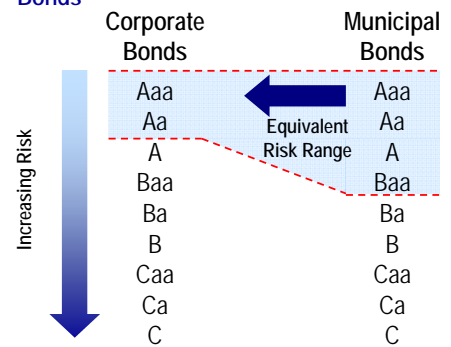 Bonds
Corporate Bonds
Municipal Bonds
Increasing Risk
Aaa Aaa
Aa Aa
A A
Baa Baa
Ba Ba
B B
Caa Caa
Ca Ca
C C
Equivalent
Risk Range